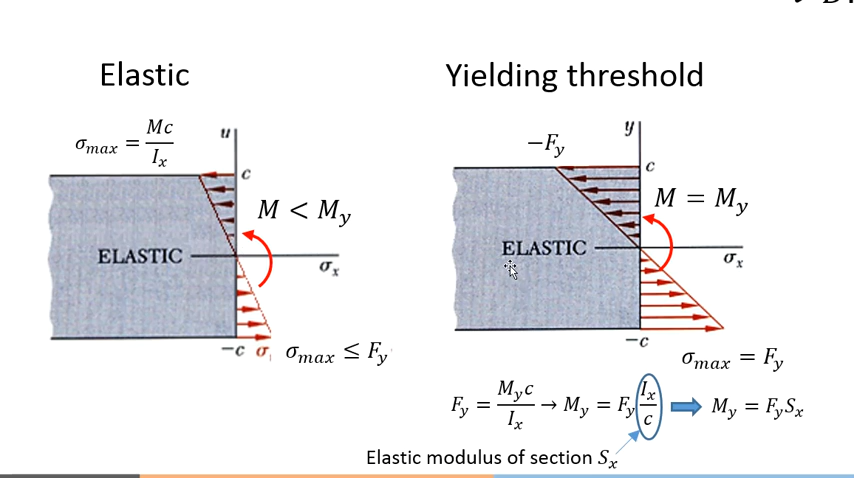 Elastic
σ_max = Mc / I_x
u
c
M < M_y
ELASTIC
σ_x
−c
σ
σ_max ≤ F_y
Yielding threshold
y
−F_y
c
M = M_y
ELASTIC
σ_x
−c
σ_max = F_y
F_y = M_y c / I_x → M_y = F_y I_x / c ➡ M_y = F_y S_x
Elastic modulus of section S_x